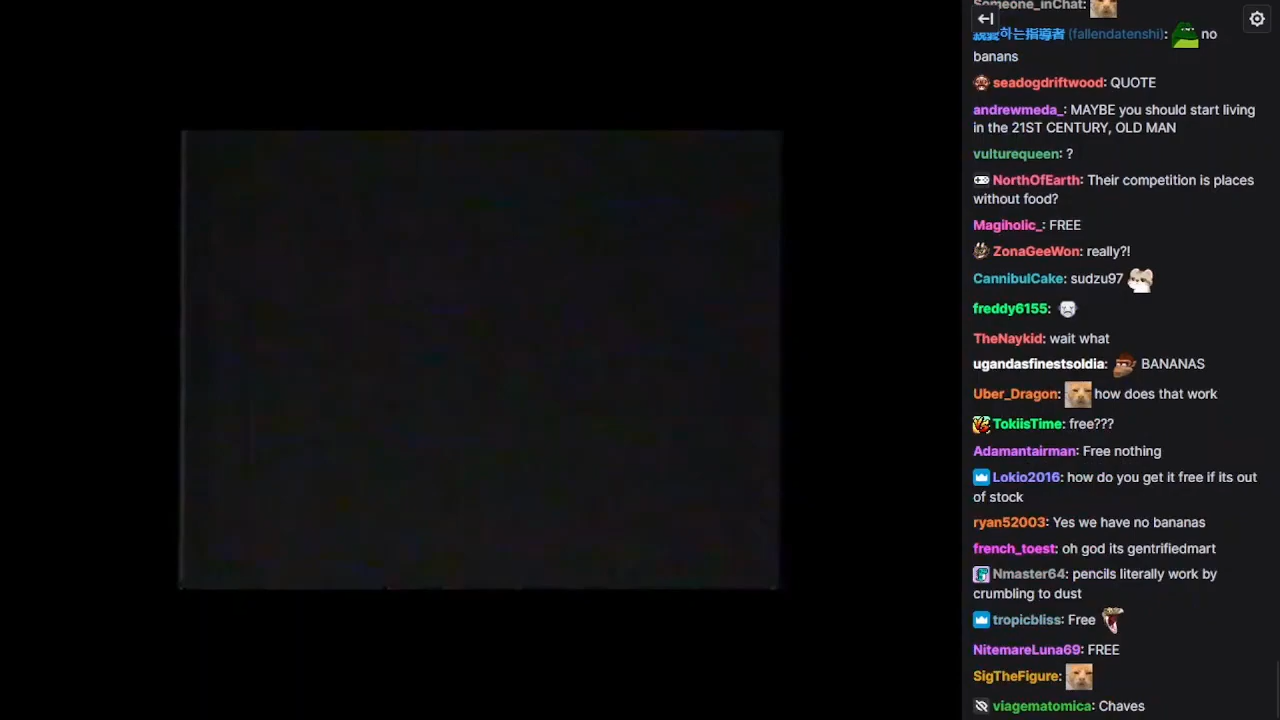 Someone_inChat:
하는指導者 (fallendatenshi): no
banans
seadogdriftwood: QUOTE
andrewmeda_: MAYBE you should start living
in the 21ST CENTURY, OLD MAN
vulturequeen: ?
NorthOfEarth: Their competition is places
without food?
Magiholic_: FREE
ZonaGeeWon: really?!
CannibulCake: sudzu97
freddy6155:
TheNaykid: wait what
ugandasfinestsoldia: BANANAS
Uber_Dragon: how does that work
TokiisTime: free???
Adamantairman: Free nothing
Lokio2016: how do you get it free if its out
of stock
ryan52003: Yes we have no bananas
french_toest: oh god its gentrifiedmart
Nmaster64: pencils literally work by
crumbling to dust
tropicbliss: Free
NitemareLuna69: FREE
SigTheFigure:
viagematomica: Chaves